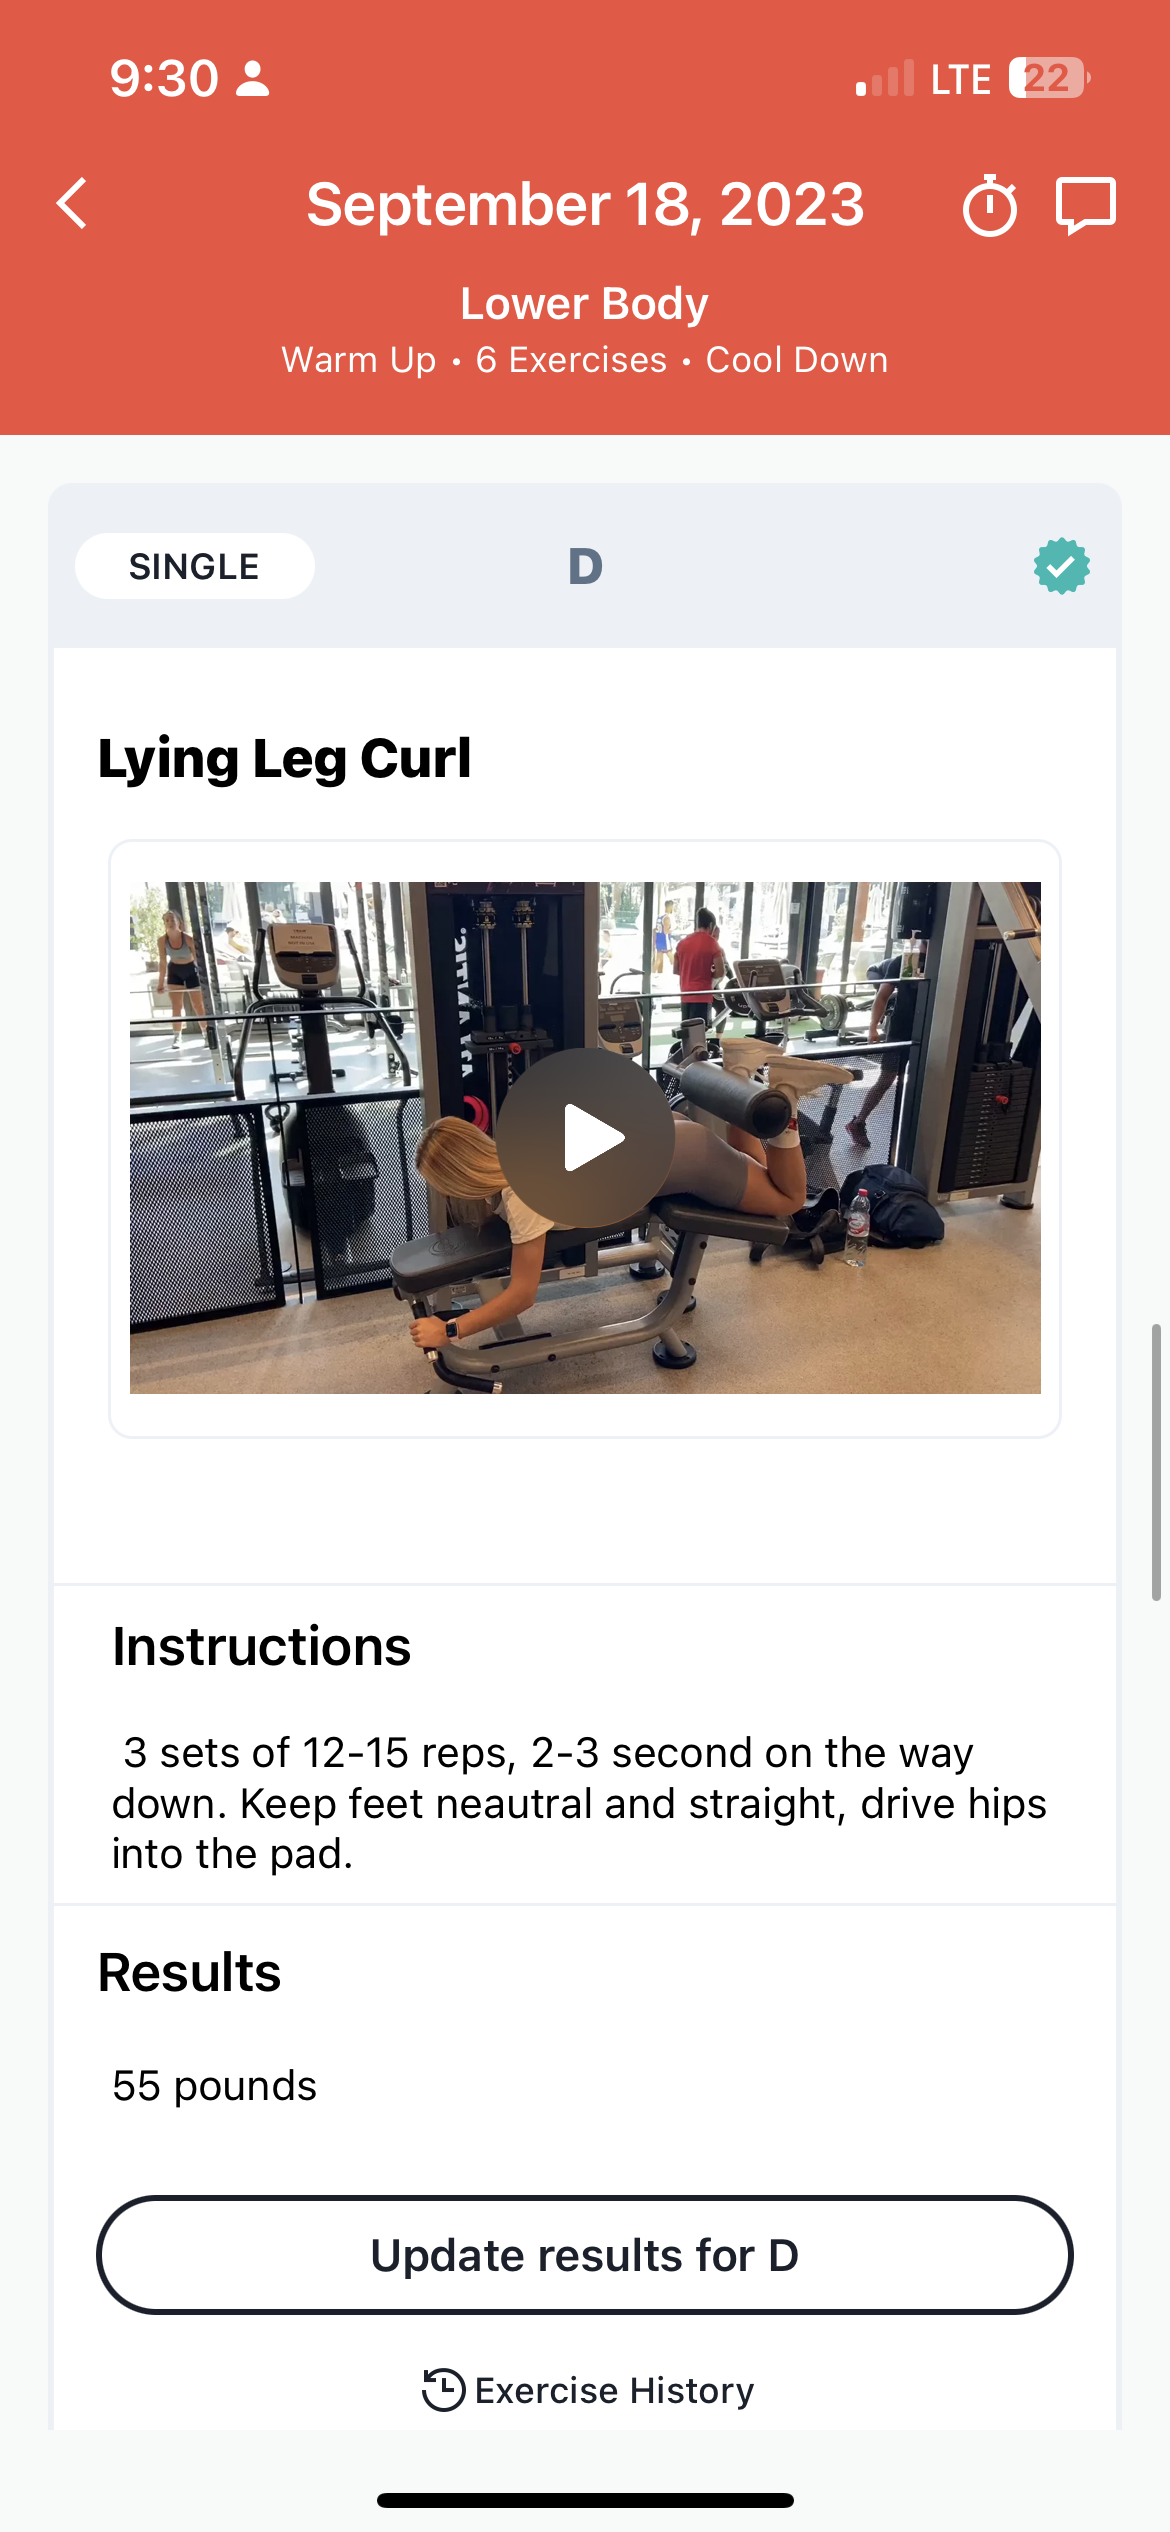 9:30
LTE 22
September 18, 2023
Lower Body
Warm Up • 6 Exercises • Cool Down
SINGLE
D
Lying Leg Curl
Instructions
3 sets of 12-15 reps, 2-3 second on the way
down. Keep feet neautral and straight, drive hips
into the pad.
Results
55 pounds
Update results for D
Exercise History